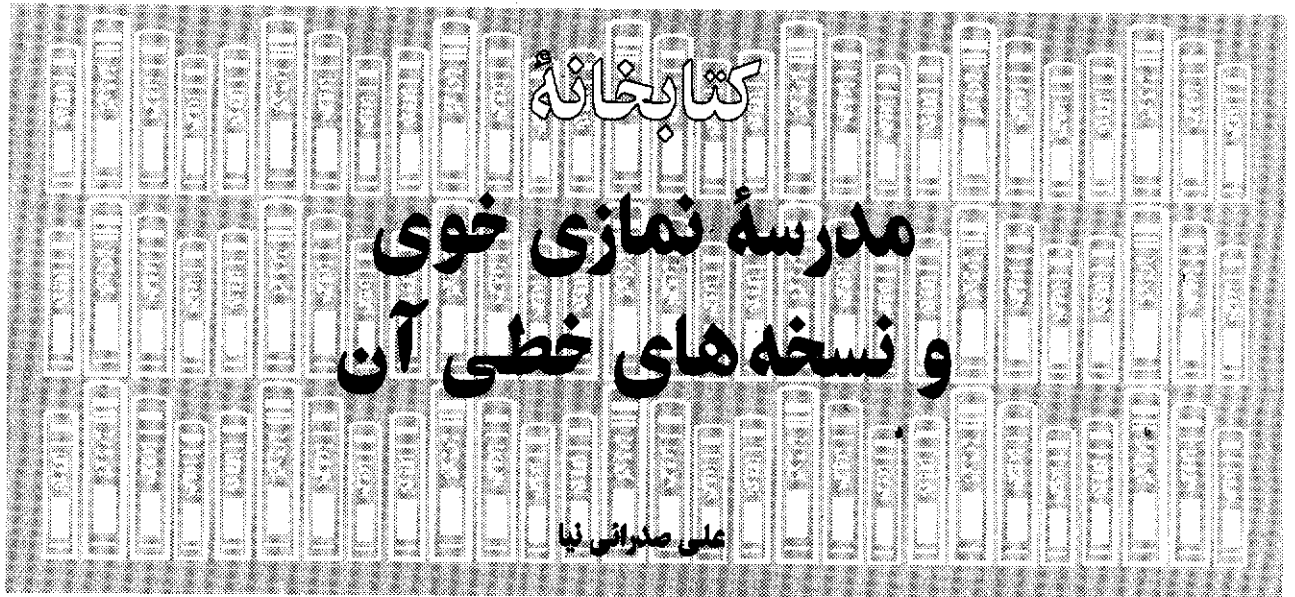 کتابخانهٔ
مدرسهٔ نمازی خوی
و نسخه‌های خطی آن
علی صدرائی نیا